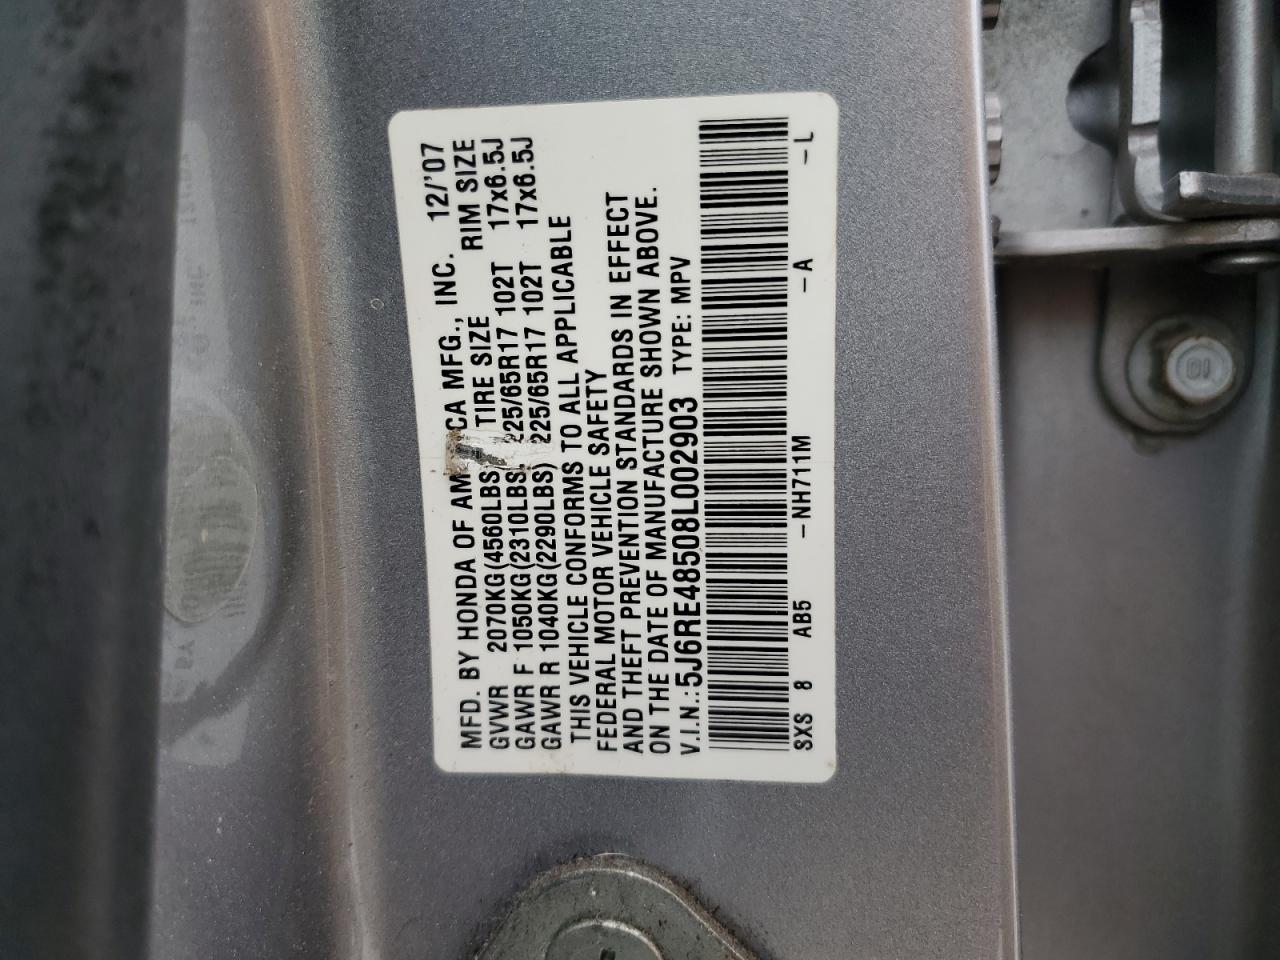 MFD. BY HONDA OF AM CA MFG., INC. 12/'07
GVWR 2070KG(4560LBS TIRE SIZE RIM SIZE
GAWR F 1050KG(2310LBS 225/65R17 102T 17x6.5J
GAWR R 1040KG(2290LBS) 225/65R17 102T 17x6.5J
THIS VEHICLE CONFORMS TO ALL APPLICABLE
FEDERAL MOTOR VEHICLE SAFETY
AND THEFT PREVENTION STANDARDS IN EFFECT
ON THE DATE OF MANUFACTURE SHOWN ABOVE.
V.I.N.: 5J6RE48508L002903 TYPE: MPV
SXS 8 AB5 -NH711M -A -L